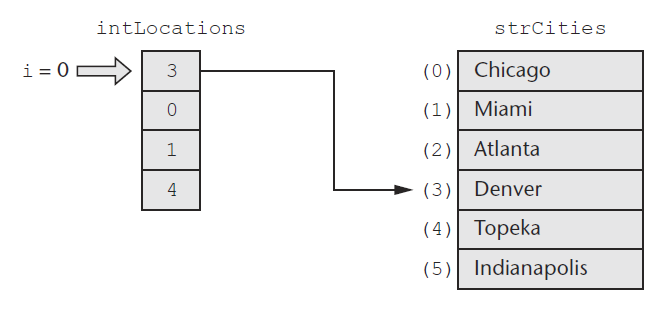 intLocations strCities
i = 0 3 (0) Chicago
0 (1) Miami
1 (2) Atlanta
4 (3) Denver
(4) Topeka
(5) Indianapolis